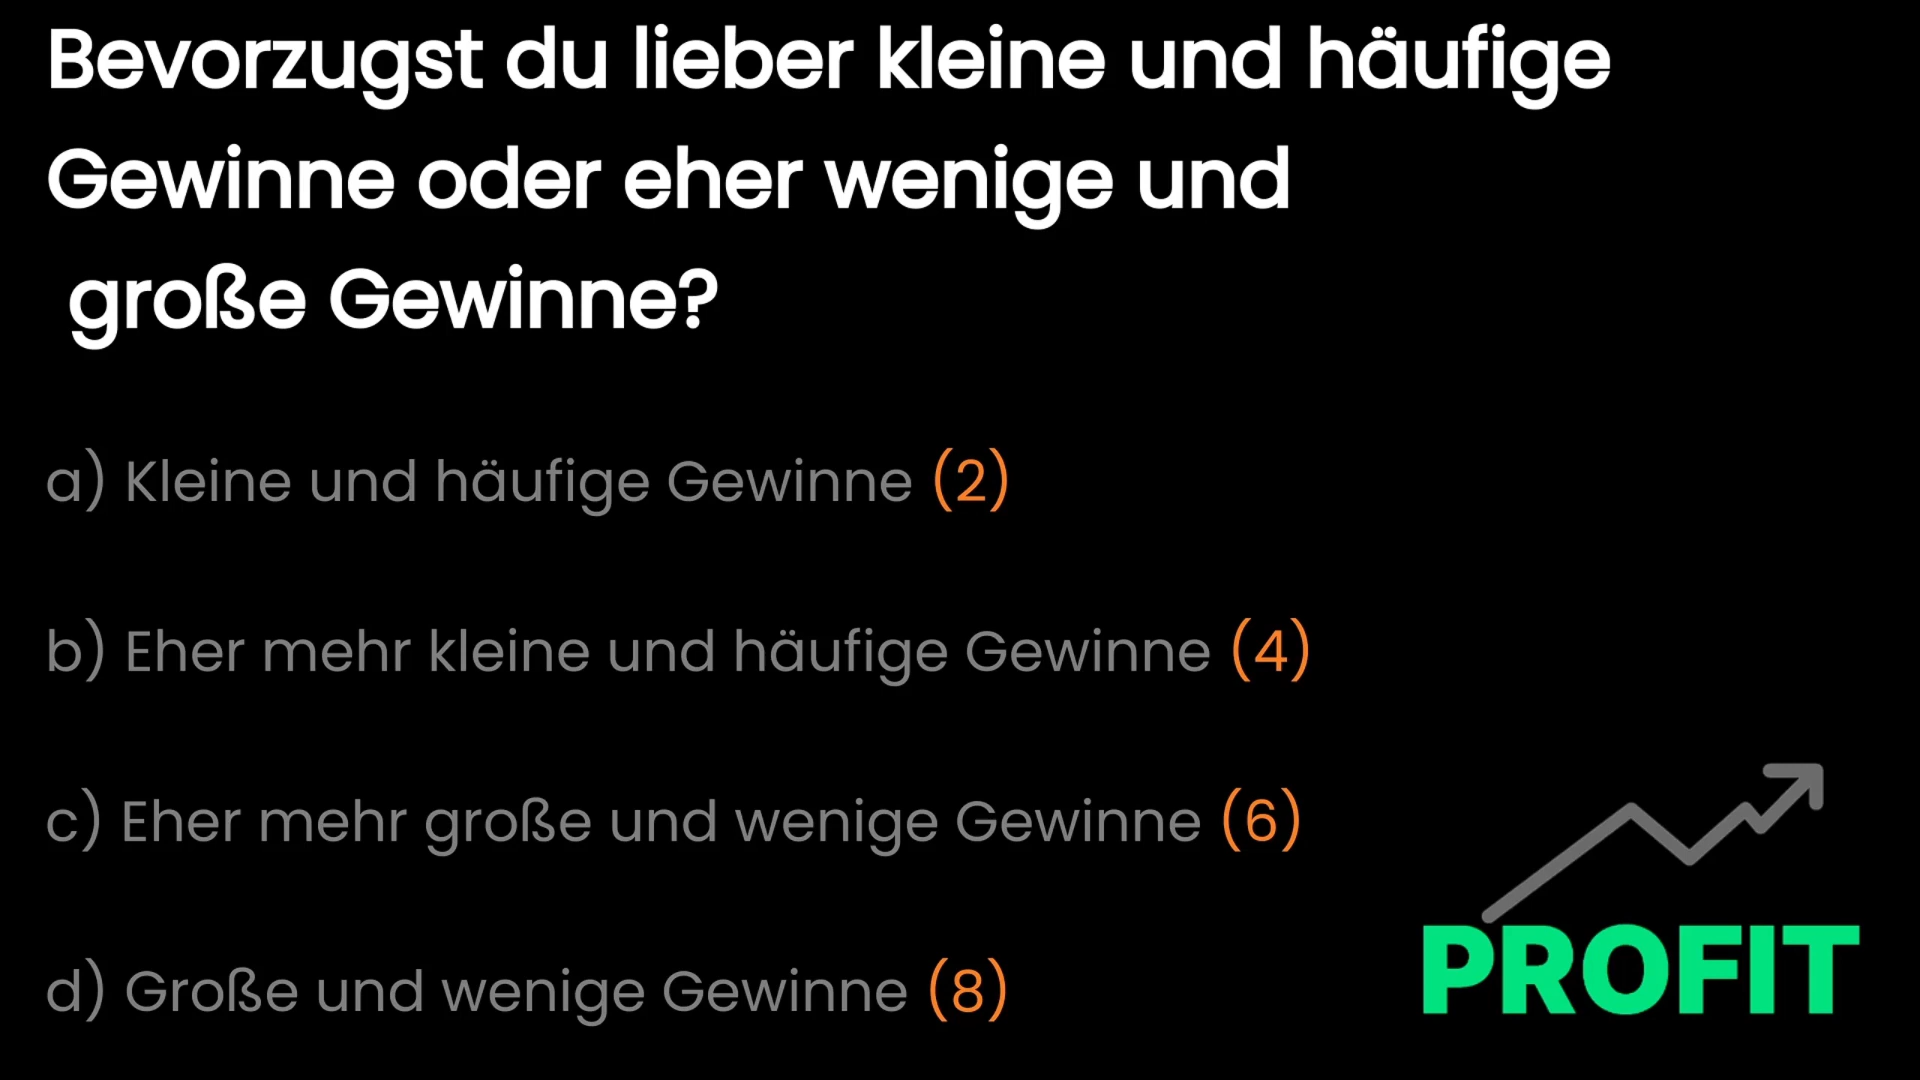 Bevorzugst du lieber kleine und häufige
Gewinne oder eher wenige und
große Gewinne?
a) Kleine und häufige Gewinne (2)
b) Eher mehr kleine und häufige Gewinne (4)
c) Eher mehr große und wenige Gewinne (6)
d) Große und wenige Gewinne (8)
PROFIT